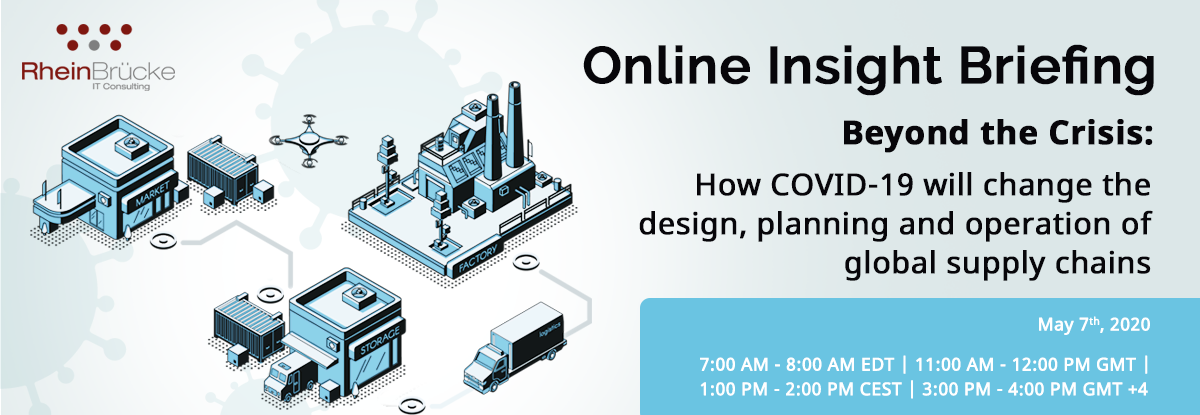 RheinBrücke
IT Consulting
Online Insight Briefing
Beyond the Crisis:
How COVID-19 will change the
design, planning and operation of
global supply chains
MARKET
FACTORY
STORAGE
logistics
May 7th, 2020
7:00 AM - 8:00 AM EDT | 11:00 AM - 12:00 PM GMT |
1:00 PM - 2:00 PM CEST | 3:00 PM - 4:00 PM GMT +4